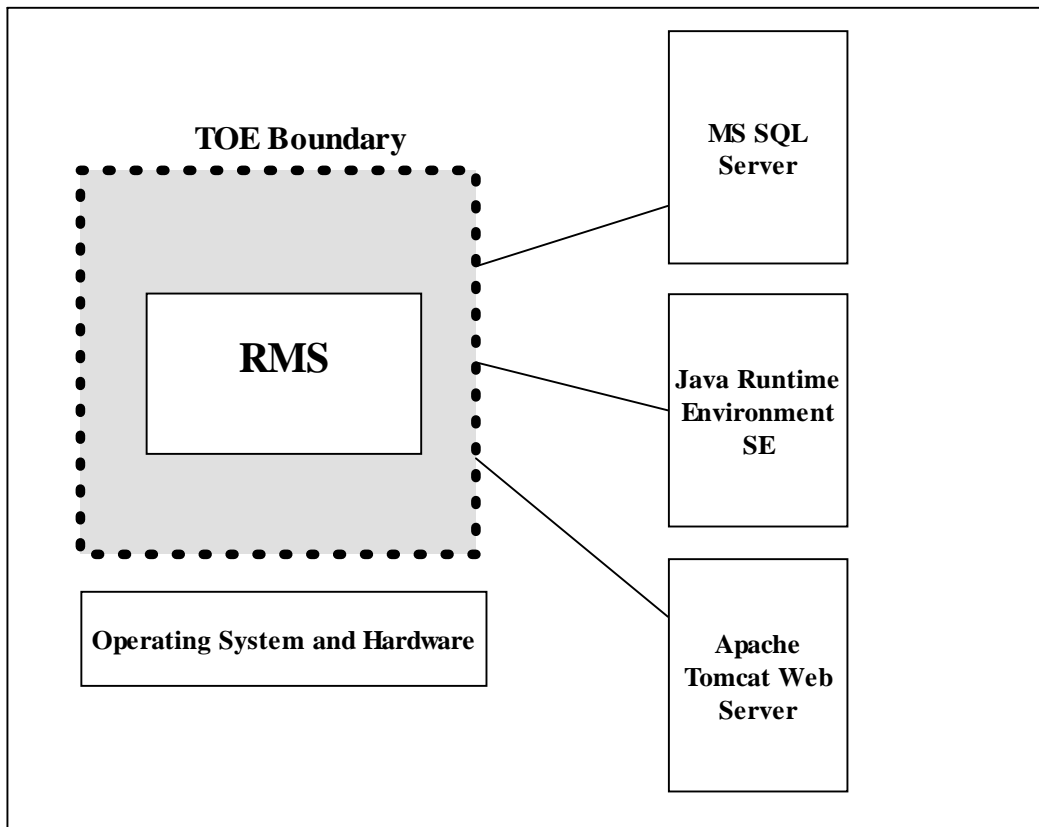 TOE Boundary
RMS
Operating System and Hardware
MS SQL
Server
Java Runtime
Environment
SE
Apache
Tomcat Web
Server